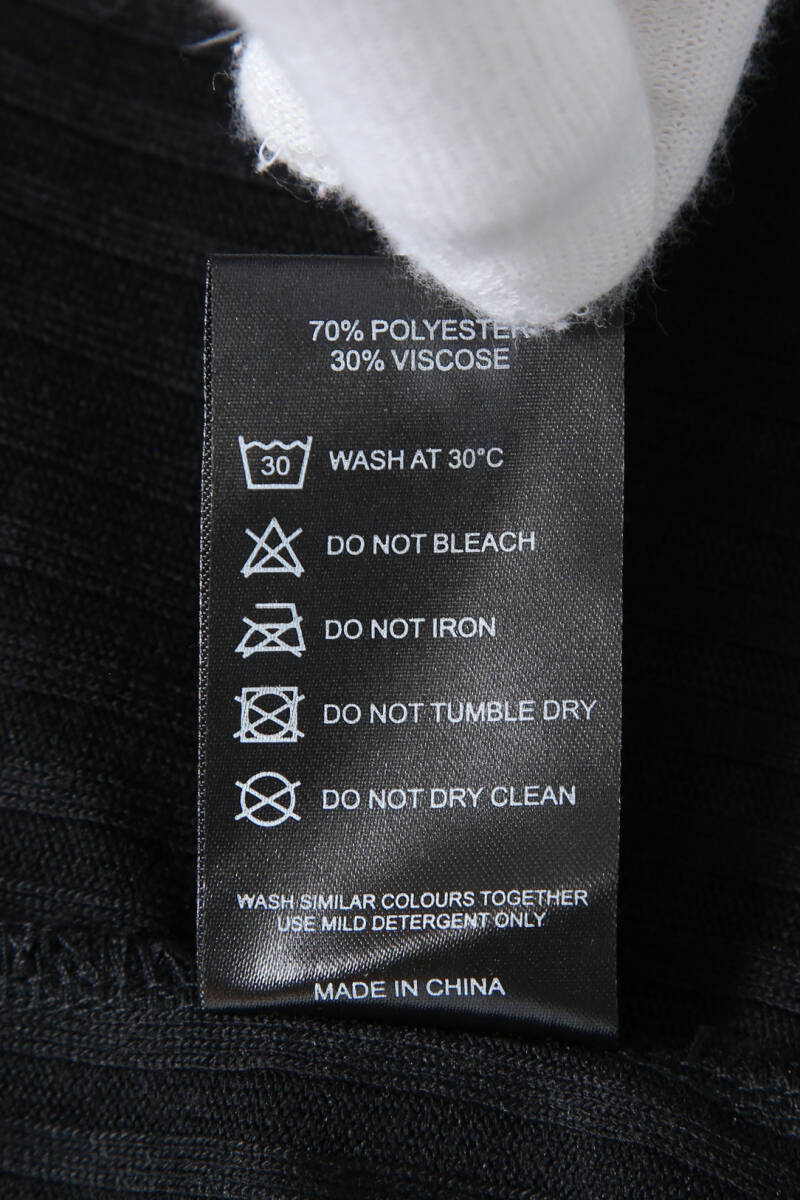 70% POLYESTER
30% VISCOSE
30 WASH AT 30°C
DO NOT BLEACH
DO NOT IRON
DO NOT TUMBLE DRY
DO NOT DRY CLEAN
WASH SIMILAR COLOURS TOGETHER
USE MILD DETERGENT ONLY
MADE IN CHINA